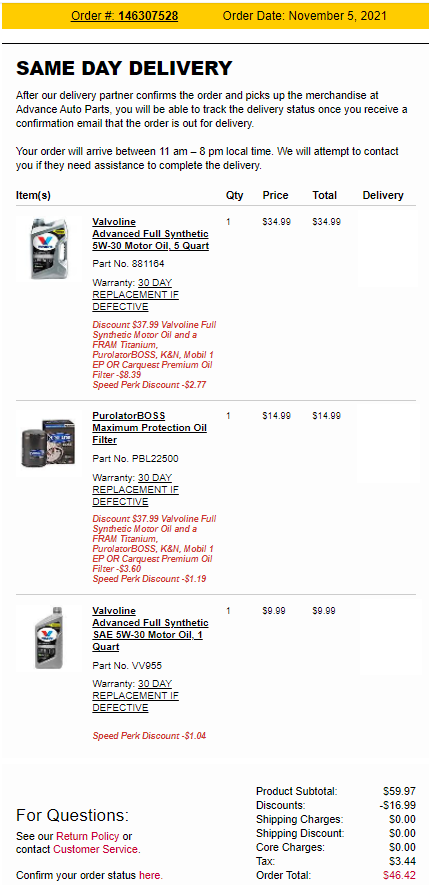 Order #: 146307528 Order Date: November 5, 2021
SAME DAY DELIVERY
After our delivery partner confirms the order and picks up the merchandise at
Advance Auto Parts, you will be able to track the delivery status once you receive a
confirmation email that the order is out for delivery.
Your order will arrive between 11 am – 8 pm local time. We will attempt to contact
you if they need assistance to complete the delivery.
Item(s) Qty Price Total Delivery
Valvoline 1 $34.99 $34.99
Advanced Full Synthetic
5W-30 Motor Oil, 5 Quart
Part No. 881164
Warranty: 30 DAY
REPLACEMENT IF
DEFECTIVE
Discount $37.99 Valvoline Full
Synthetic Motor Oil and a
FRAM Titanium,
PurolatorBOSS, K&N, Mobil 1
EP OR Carquest Premium Oil
Filter -$8.39
Speed Perk Discount -$2.77
PurolatorBOSS 1 $14.99 $14.99
Maximum Protection Oil
Filter
Part No. PBL22500
Warranty: 30 DAY
REPLACEMENT IF
DEFECTIVE
Discount $37.99 Valvoline Full
Synthetic Motor Oil and a
FRAM Titanium,
PurolatorBOSS, K&N, Mobil 1
EP OR Carquest Premium Oil
Filter -$3.60
Speed Perk Discount -$1.19
Valvoline 1 $9.99 $9.99
Advanced Full Synthetic
SAE 5W-30 Motor Oil, 1
Quart
Part No. VV955
Warranty: 30 DAY
REPLACEMENT IF
DEFECTIVE
Speed Perk Discount -$1.04
Product Subtotal: $59.97
Discounts: -$16.99
Shipping Charges: $0.00
Shipping Discount: $0.00
Core Charges: $0.00
Tax: $3.44
Order Total: $46.42
For Questions:
See our Return Policy or
contact Customer Service.
Confirm your order status here.